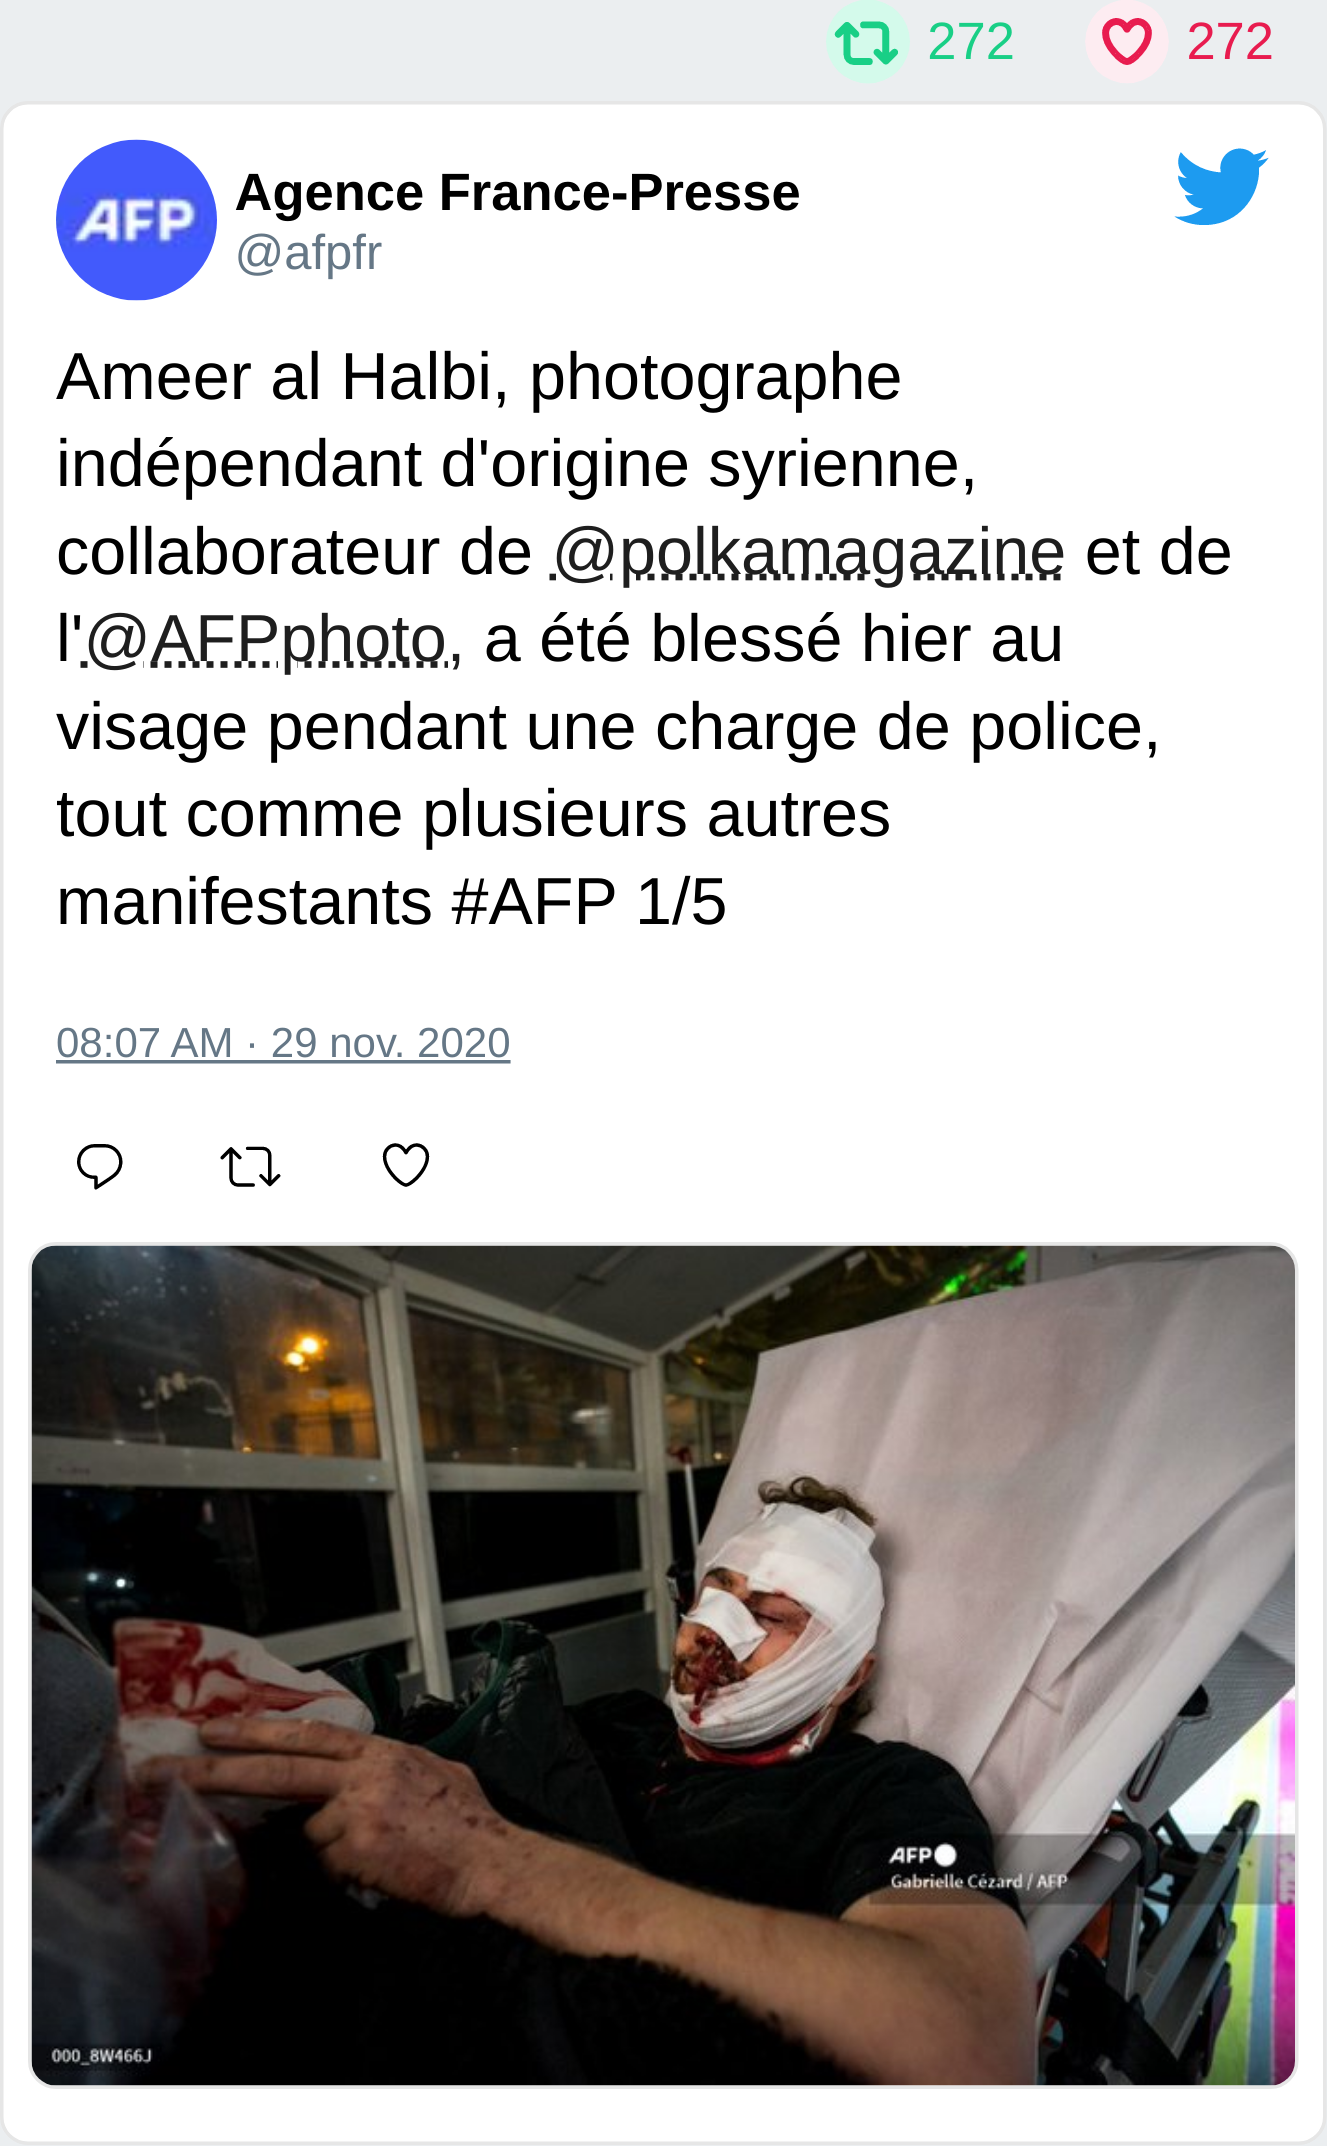 272 272
AFP
Agence France-Presse
@afpfr
Ameer al Halbi, photographe
indépendant d'origine syrienne,
collaborateur de @polkamagazine et de
l'@AFPphoto, a été blessé hier au
visage pendant une charge de police,
tout comme plusieurs autres
manifestants #AFP 1/5
08:07 AM · 29 nov. 2020
AFP
Gabrielle Cézard / AFP
000_8W466J